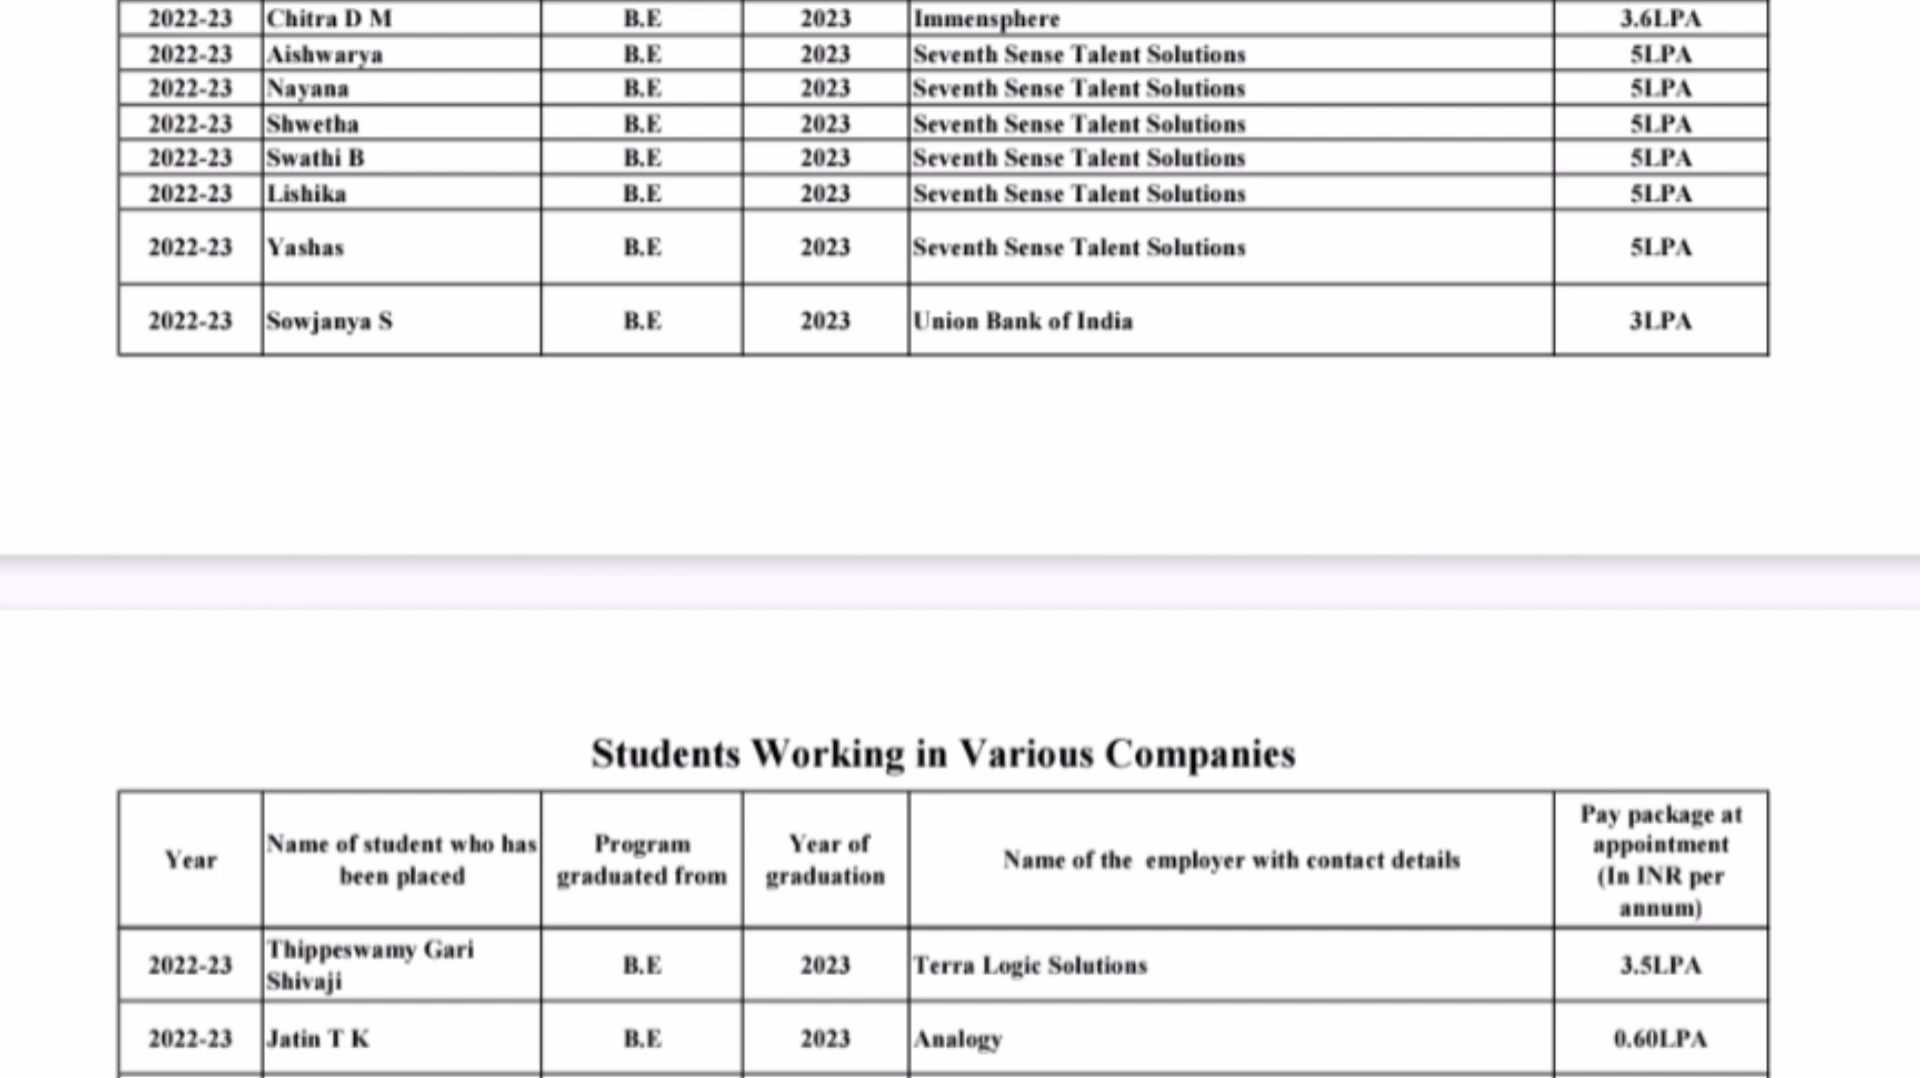 2022-23 Chitra D M B.E 2023 Immensphere 3.6LPA
2022-23 Aishwarya B.E 2023 Seventh Sense Talent Solutions 5LPA
2022-23 Nayana B.E 2023 Seventh Sense Talent Solutions 5LPA
2022-23 Shwetha B.E 2023 Seventh Sense Talent Solutions 5LPA
2022-23 Swathi B B.E 2023 Seventh Sense Talent Solutions 5LPA
2022-23 Lishika B.E 2023 Seventh Sense Talent Solutions 5LPA
2022-23 Yashas B.E 2023 Seventh Sense Talent Solutions 5LPA
2022-23 Sowjanya S B.E 2023 Union Bank of India 3LPA
Students Working in Various Companies
Year
Name of student who has
been placed
Program
graduated from
Year of
graduation
Name of the employer with contact details
Pay package at
appointment
(In INR per
annum)
2022-23 Thippeswamy Gari
Shivaji B.E 2023 Terra Logic Solutions 3.5LPA
2022-23 Jatin T K B.E 2023 Analogy 0.60LPA